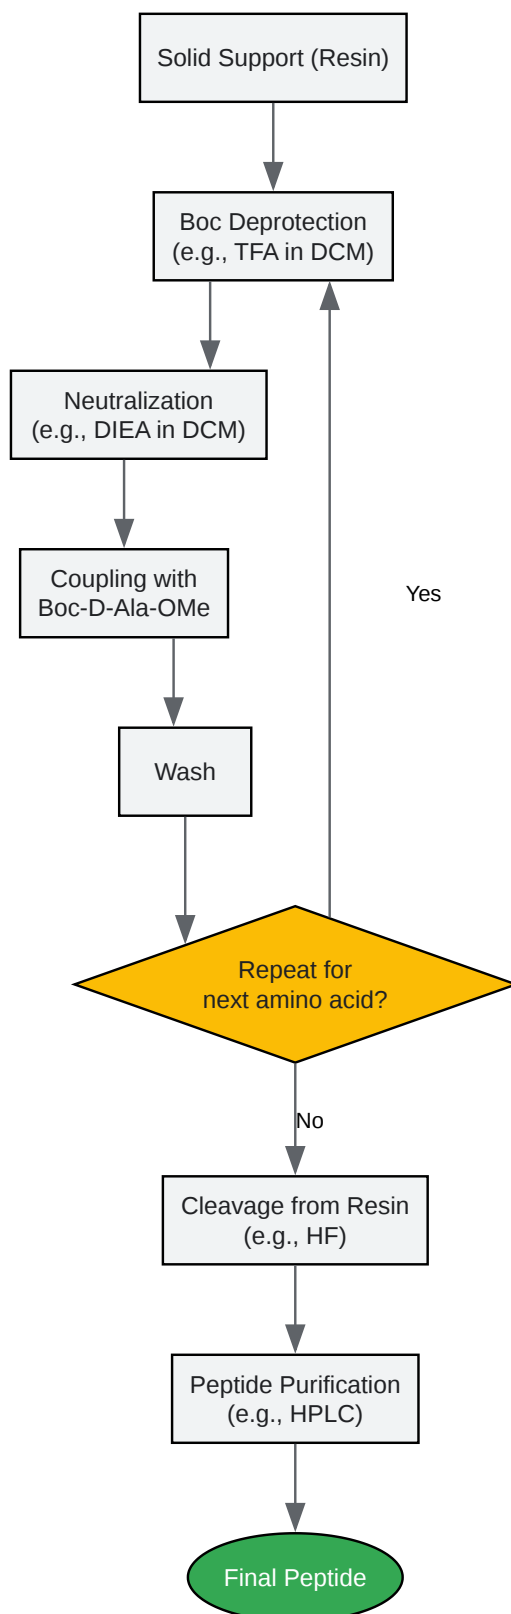 Solid Support (Resin)
Boc Deprotection
(e.g., TFA in DCM)
Neutralization
(e.g., DIEA in DCM)
Coupling with
Boc-D-Ala-OMe
Yes
Wash
Repeat for
next amino acid?
No
Cleavage from Resin
(e.g., HF)
Peptide Purification
(e.g., HPLC)
Final Peptide